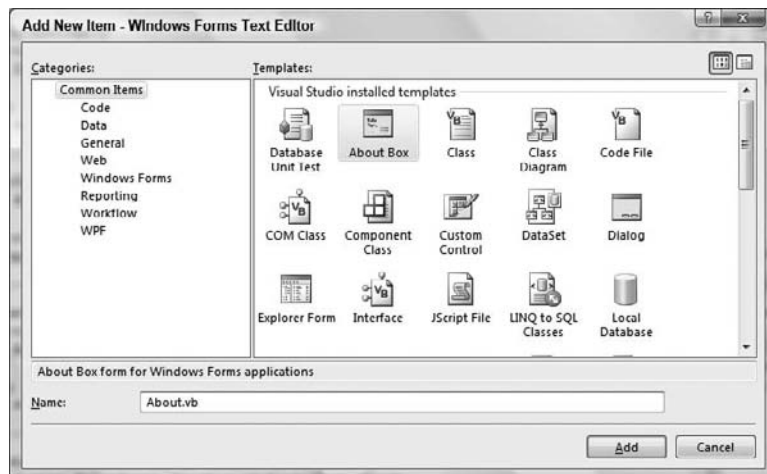 Add New Item - Windows Forms Text Editor
Categories:
Common Items
Code
Data
General
Web
Windows Forms
Reporting
Workflow
WPF
Templates:
Visual Studio installed templates
Database Unit Test
About Box
Class
Class Diagram
Code File
COM Class
Component Class
Custom Control
DataSet
Dialog
Explorer Form
Interface
JScript File
LINQ to SQL Classes
Local Database
About Box form for Windows Forms applications
Name:
About.vb
Add
Cancel